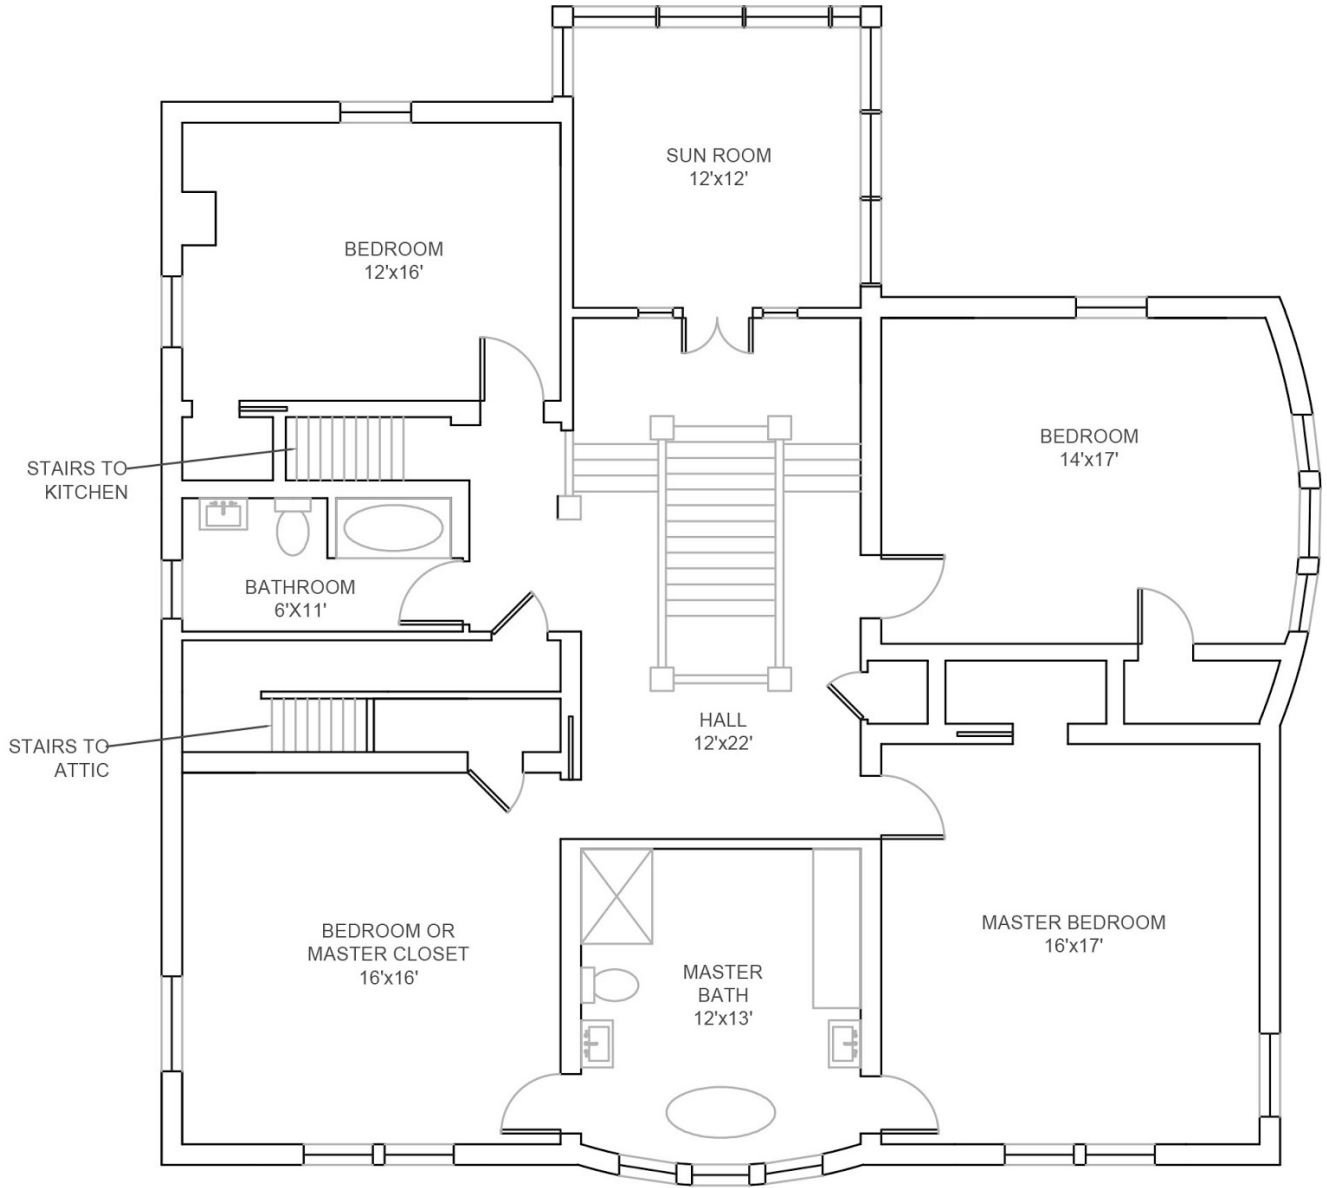 SUN ROOM
12'x12'
BEDROOM
12'x16'
BEDROOM
14'x17'
STAIRS TO
KITCHEN
BATHROOM
6'X11'
HALL
12'x22'
STAIRS TO
ATTIC
BEDROOM OR
MASTER CLOSET
16'x16'
MASTER
BATH
12'x13'
MASTER BEDROOM
16'x17'